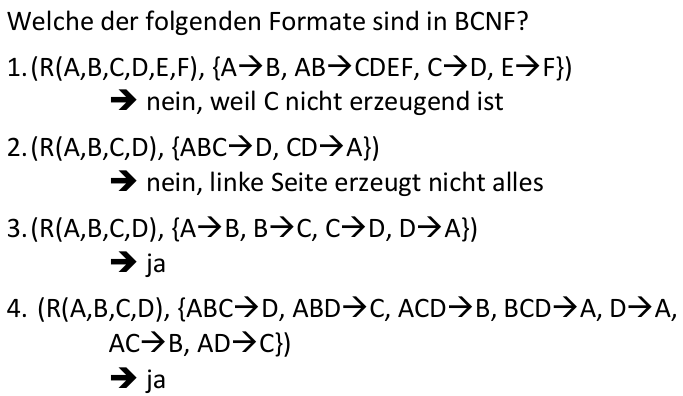 Welche der folgenden Formate sind in BCNF?
1.(R(A,B,C,D,E,F), {A→B, AB→CDEF, C→D, E→F})
➔ nein, weil C nicht erzeugend ist
2.(R(A,B,C,D), {ABC→D, CD→A})
➔ nein, linke Seite erzeugt nicht alles
3.(R(A,B,C,D), {A→B, B→C, C→D, D→A})
➔ ja
4. (R(A,B,C,D), {ABC→D, ABD→C, ACD→B, BCD→A, D→A,
AC→B, AD→C})
➔ ja